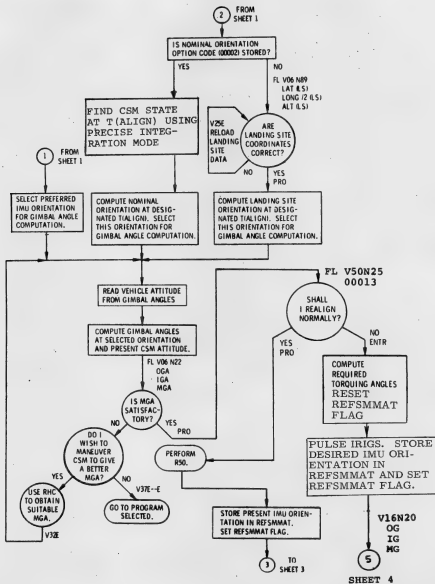 2
FROM
SHEET 1
IS NOMINAL ORIENTATION
OPTION CODE (00002) STORED?
YES
NO
FL V06 N89
LAT (LS)
LONG /2 (LS)
ALT (LS)
FIND CSM STATE
AT T(ALIGN) USING
PRECISE INTEG-
RATION MODE
V25E
RELOAD
LANDING
SITE
DATA
ARE
LANDING SITE
COORDINATES
CORRECT?
NO
YES
PRO
1
FROM
SHEET 1
SELECT PREFERRED
IMU ORIENTATION
FOR GIMBAL ANGLE
COMPUTATION.
COMPUTE NOMINAL
ORIENTATION AT DESIG-
NATED T(ALIGN). SELECT
THIS ORIENTATION FOR
GIMBAL ANGLE COMPUTATION.
COMPUTE LANDING SITE
ORIENTATION AT DESIG-
NATED T(ALIGN). SELECT
THIS ORIENTATION FOR
GIMBAL ANGLE COMPUTATION.
READ VEHICLE ATTITUDE
FROM GIMBAL ANGLES
COMPUTE GIMBAL ANGLES
AT SELECTED ORIENTATION
AND PRESENT CSM ATTITUDE.
FL V06 N22
OGA
IGA
MGA
IS MGA
SATISFAC-
TORY?
NO
YES
PRO
DO I
WISH TO
MANEUVER
CSM TO GIVE
A BETTER
MGA?
YES
NO
V37E--E
USE RHC
TO OBTAIN
SUITABLE
MGA.
V32E
GO TO PROGRAM
SELECTED.
FL V50N25
00013
SHALL
I REALIGN
NORMALLY?
YES
PRO
NO
ENTR
COMPUTE
REQUIRED
TORQUING ANGLES
RESET
REFSMMAT
FLAG
PERFORM
R50.
PULSE IRIGS. STORE
DESIRED IMU ORI-
ENTATION IN
REFSMMAT AND SET
REFSMMAT FLAG.
STORE PRESENT IMU ORIEN-
TATION IN REFSMMAT.
SET REFSMMAT FLAG.
3
TO
SHEET 3
V16N20
OG
IG
MG
5
SHEET 4